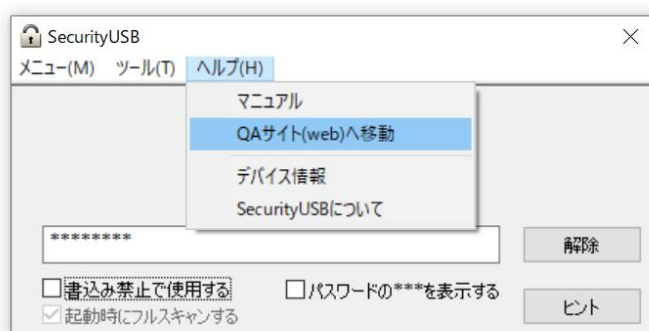 SecurityUSB
メニュー(M) ツール(T) ヘルプ(H)
マニュアル
QAサイト(web)へ移動
デバイス情報
SecurityUSBについて
******** 解除
書込み禁止で使用する パスワードの***を表示する
起動時にフルスキャンする ヒント